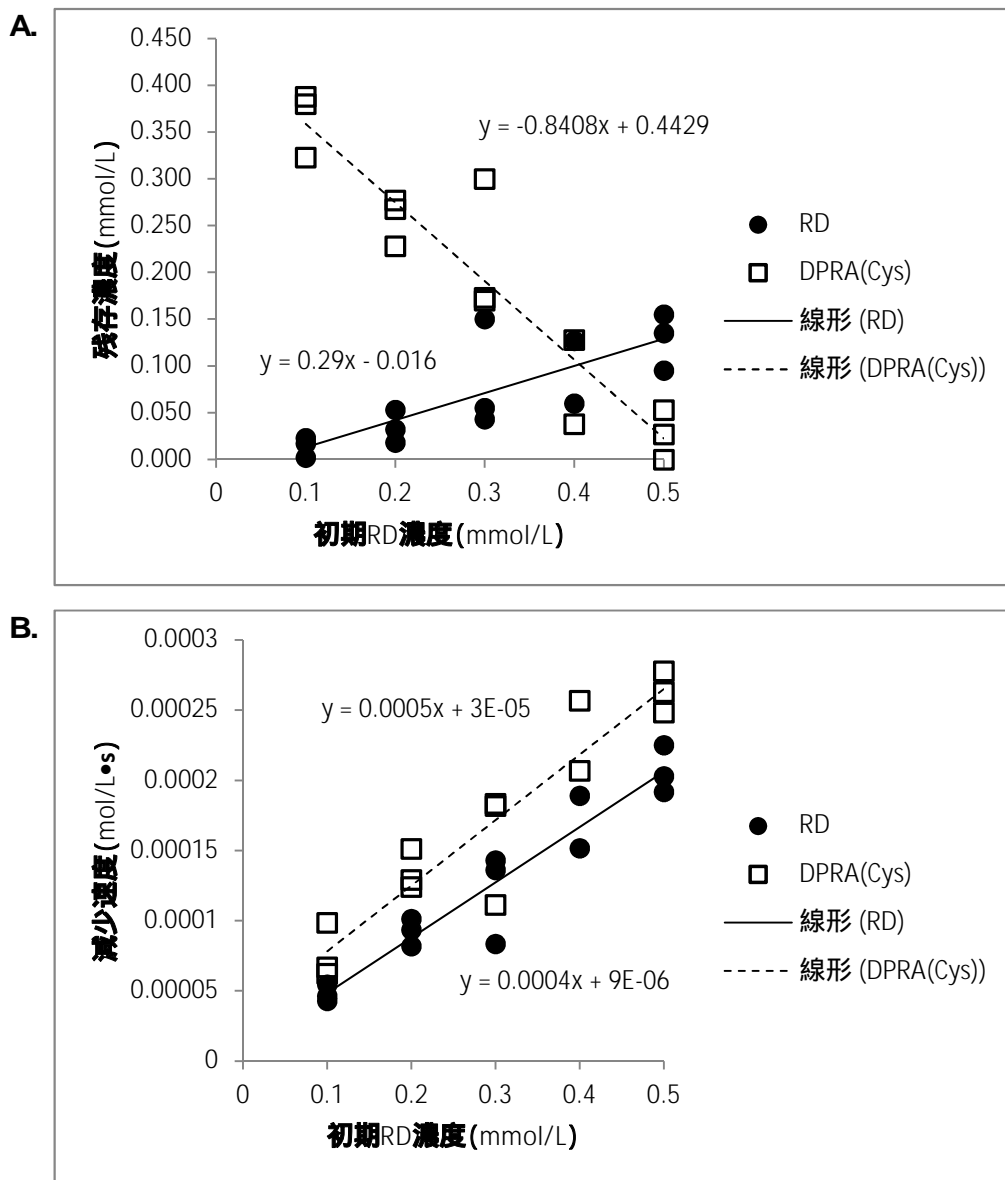 A.
0.450
0.400
0.350
0.300
0.250
0.200
0.150
0.100
0.050
0.000
残存濃度(mmol/L)
y = -0.8408x + 0.4429
y = 0.29x - 0.016
0 0.1 0.2 0.3 0.4 0.5
初期RD濃度(mmol/L)
RD
DPRA(Cys)
線形 (RD)
線形 (DPRA(Cys))
B.
0.0003
0.00025
0.0002
0.00015
0.0001
0.00005
0
減少速度(mol/L•s)
y = 0.0005x + 3E-05
y = 0.0004x + 9E-06
0 0.1 0.2 0.3 0.4 0.5
初期RD濃度(mmol/L)
RD
DPRA(Cys)
線形 (RD)
線形 (DPRA(Cys))